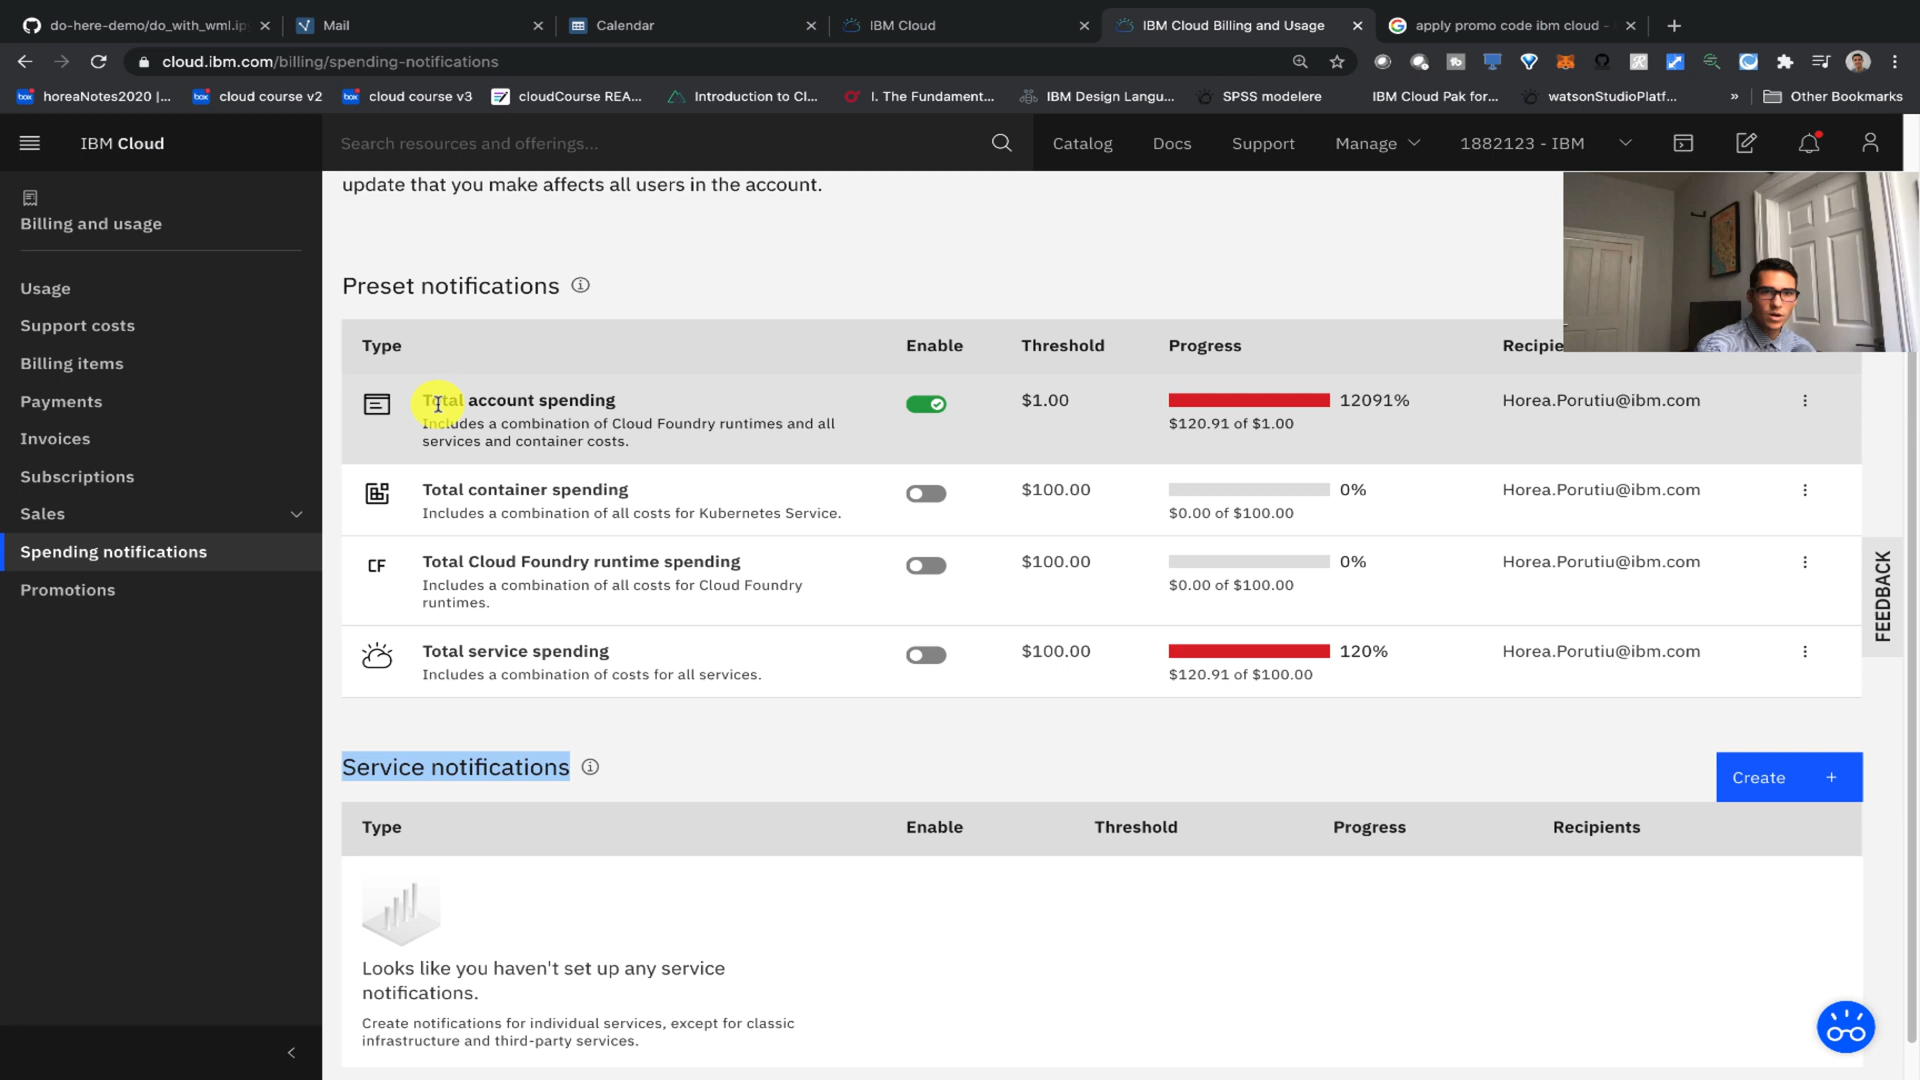 do-here-demo/do_with_wml.ip
Mail
Calendar
IBM Cloud
IBM Cloud Billing and Usage
apply promo code ibm cloud -
cloud.ibm.com/billing/spending-notifications
horeaNotes2020 |...
cloud course v2
cloud course v3
cloudCourse REA...
Introduction to Cl...
I. The Fundament...
IBM Design Langu...
SPSS modelere
IBM Cloud Pak for...
watsonStudioPlatf...
»
Other Bookmarks
IBM Cloud
Search resources and offerings...
Catalog
Docs
Support
Manage
1882123 - IBM
Billing and usage
Usage
Support costs
Billing items
Payments
Invoices
Subscriptions
Sales
Spending notifications
Promotions
update that you make affects all users in the account.
Preset notifications
Type Enable Threshold Progress Recipie
Total account spending
Includes a combination of Cloud Foundry runtimes and all
services and container costs.
$1.00
12091%
$120.91 of $1.00
Horea.Porutiu@ibm.com
Total container spending
Includes a combination of all costs for Kubernetes Service.
$100.00
0%
$0.00 of $100.00
Horea.Porutiu@ibm.com
CF
Total Cloud Foundry runtime spending
Includes a combination of all costs for Cloud Foundry
runtimes.
$100.00
0%
$0.00 of $100.00
Horea.Porutiu@ibm.com
Total service spending
Includes a combination of costs for all services.
$100.00
120%
$120.91 of $100.00
Horea.Porutiu@ibm.com
FEEDBACK
Service notifications
Create +
Type Enable Threshold Progress Recipients
Looks like you haven't set up any service
notifications.
Create notifications for individual services, except for classic
infrastructure and third-party services.